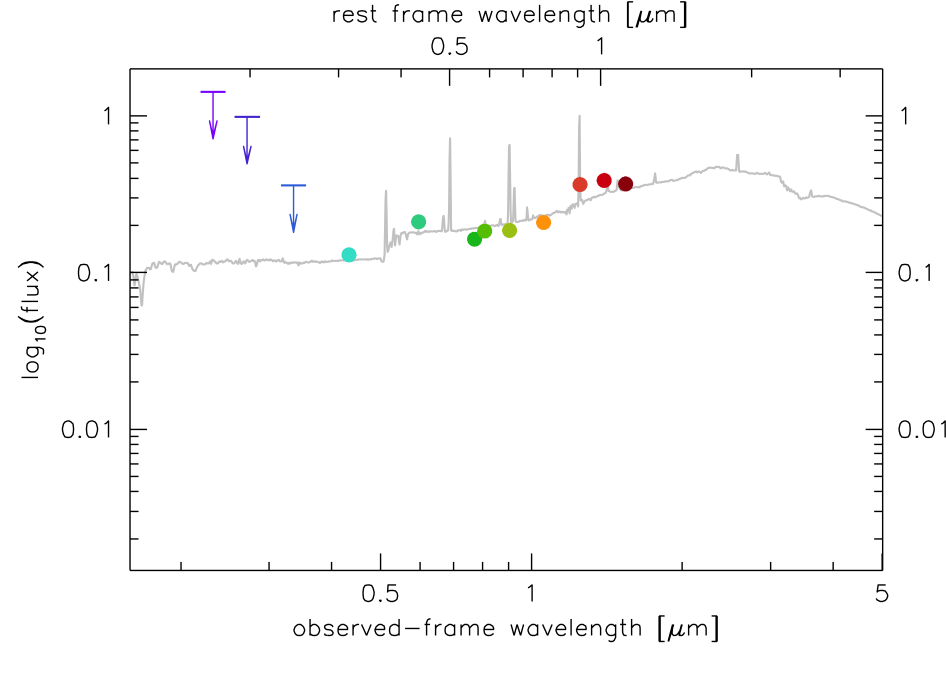 rest frame wavelength [μm]
0.5 1
1 1
0.1 0.1
0.01 0.01
log₁₀(flux)
0.5 1 5
observed-frame wavelength [μm]